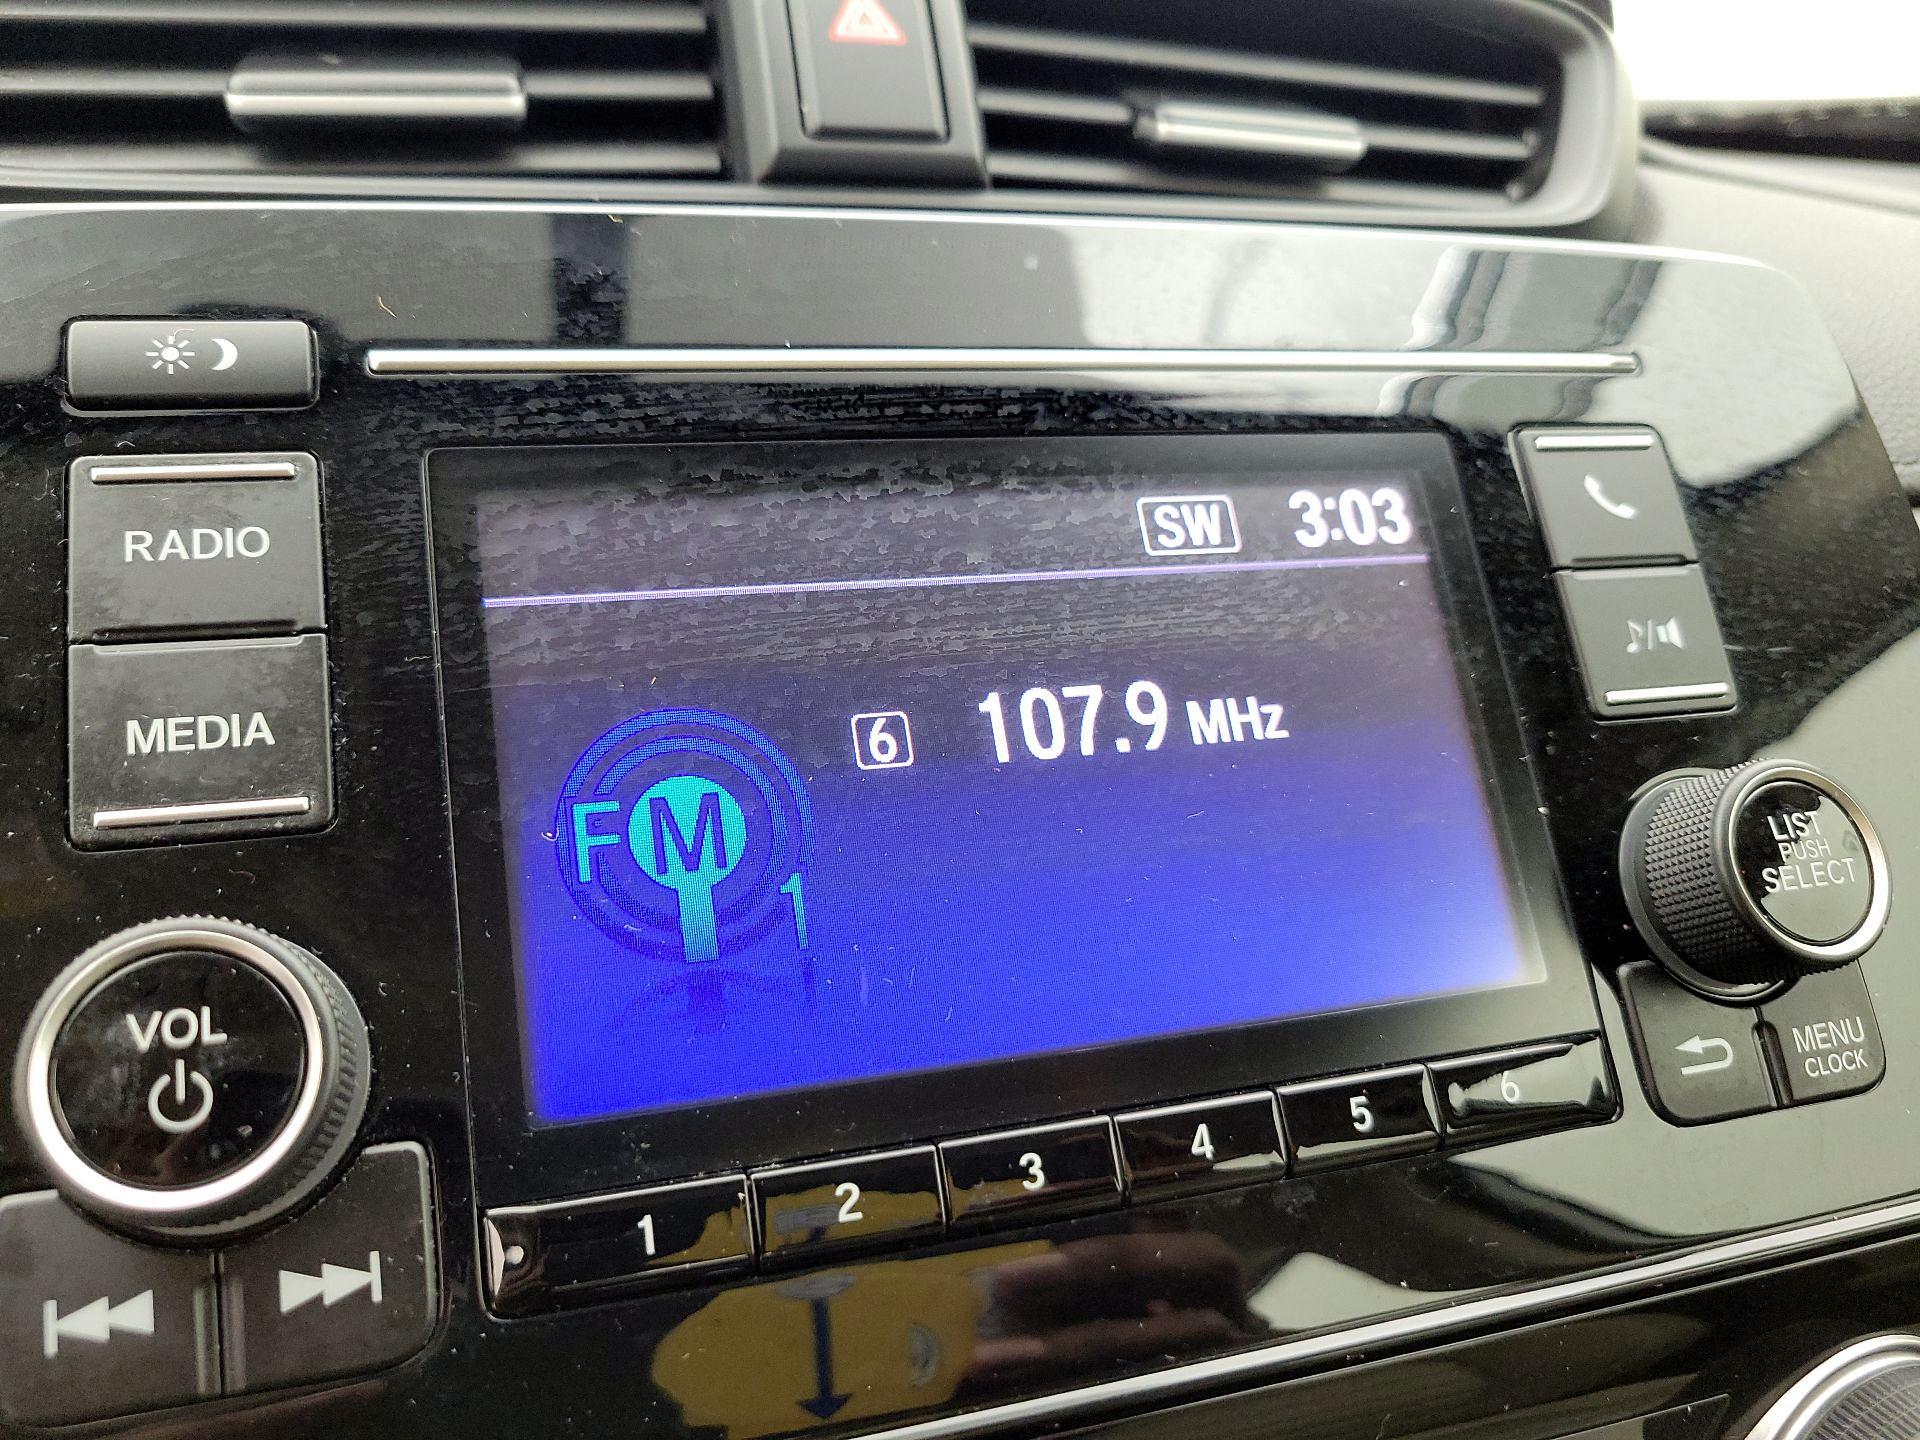 RADIO
MEDIA
VOL
SW 3:03
6 107.9 MHz
FM
1
LIST
PUSH
SELECT
MENU
CLOCK
1 2 3 4 5 6